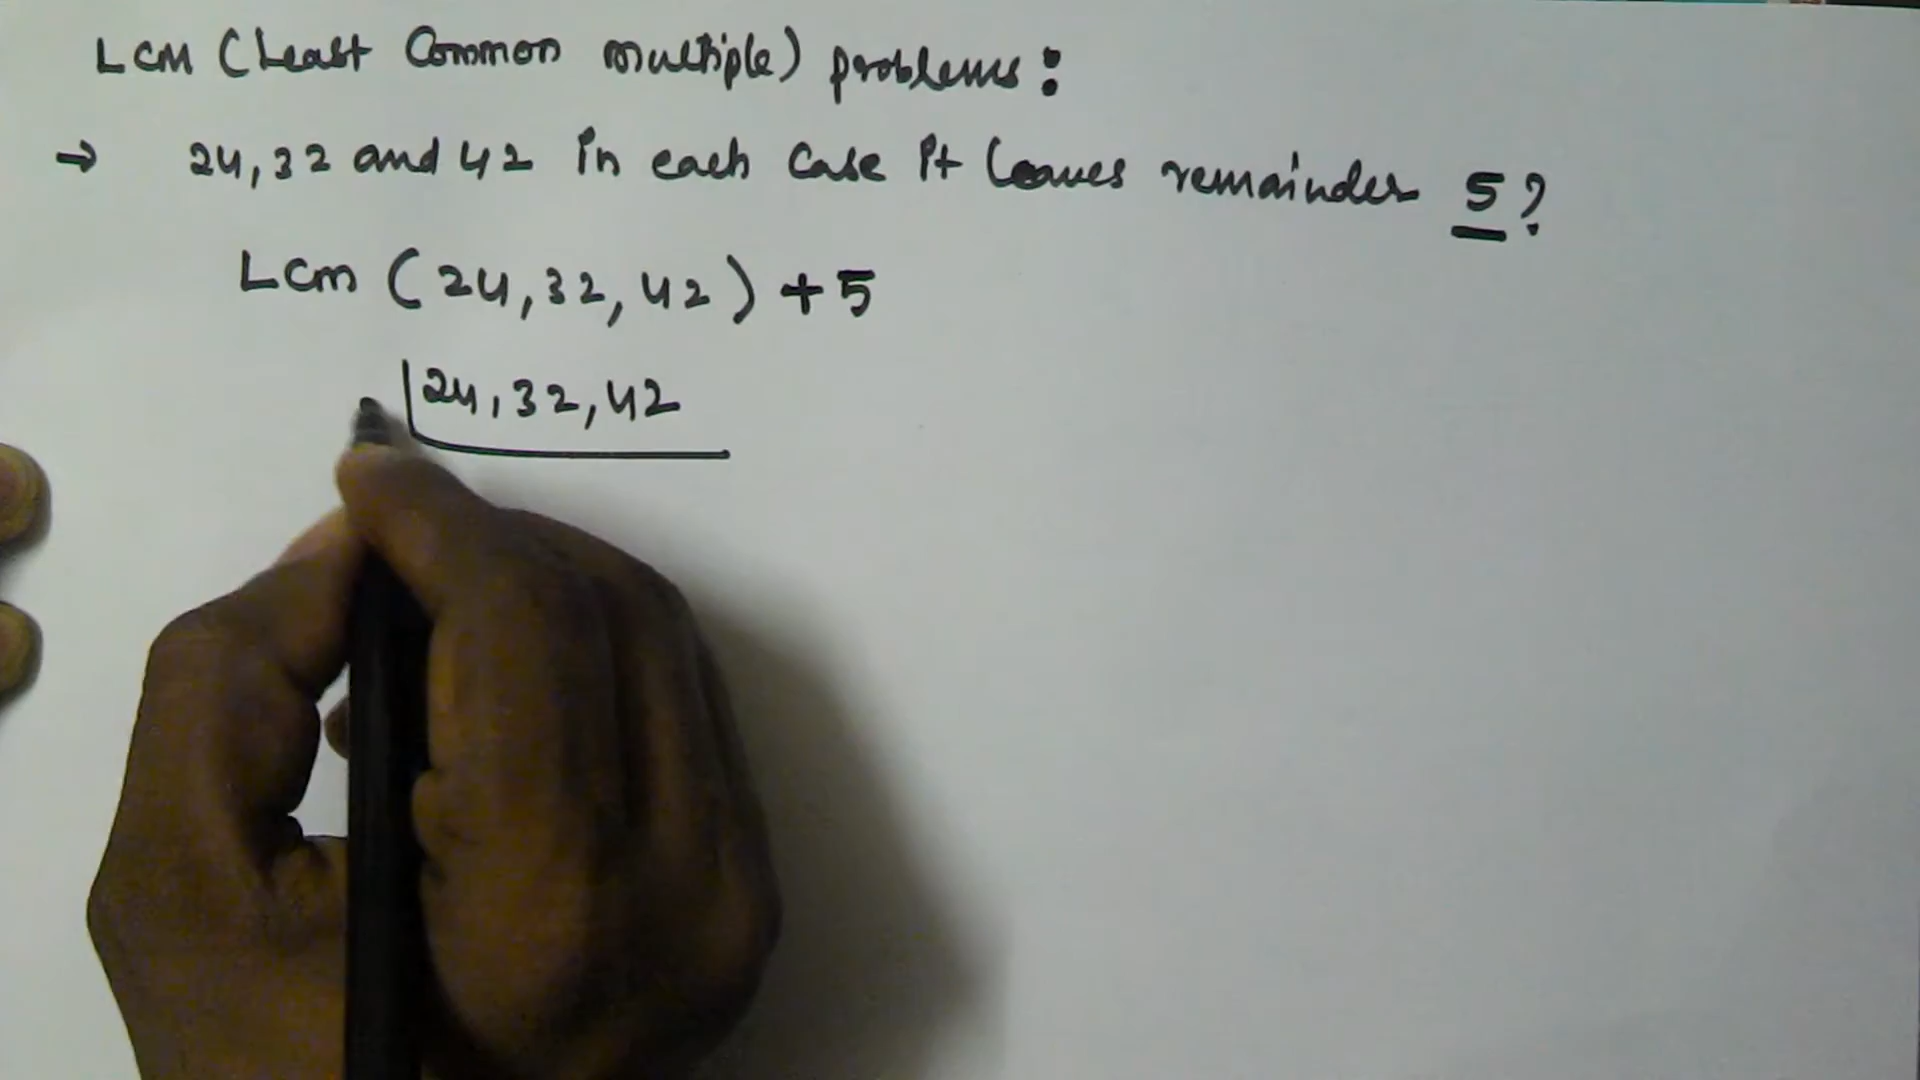 LCM (Least Common multiple) problems:
→ 24, 32 and 42 in each case it leaves remainder 5?
LCM (24, 32, 42) + 5
24, 32, 42